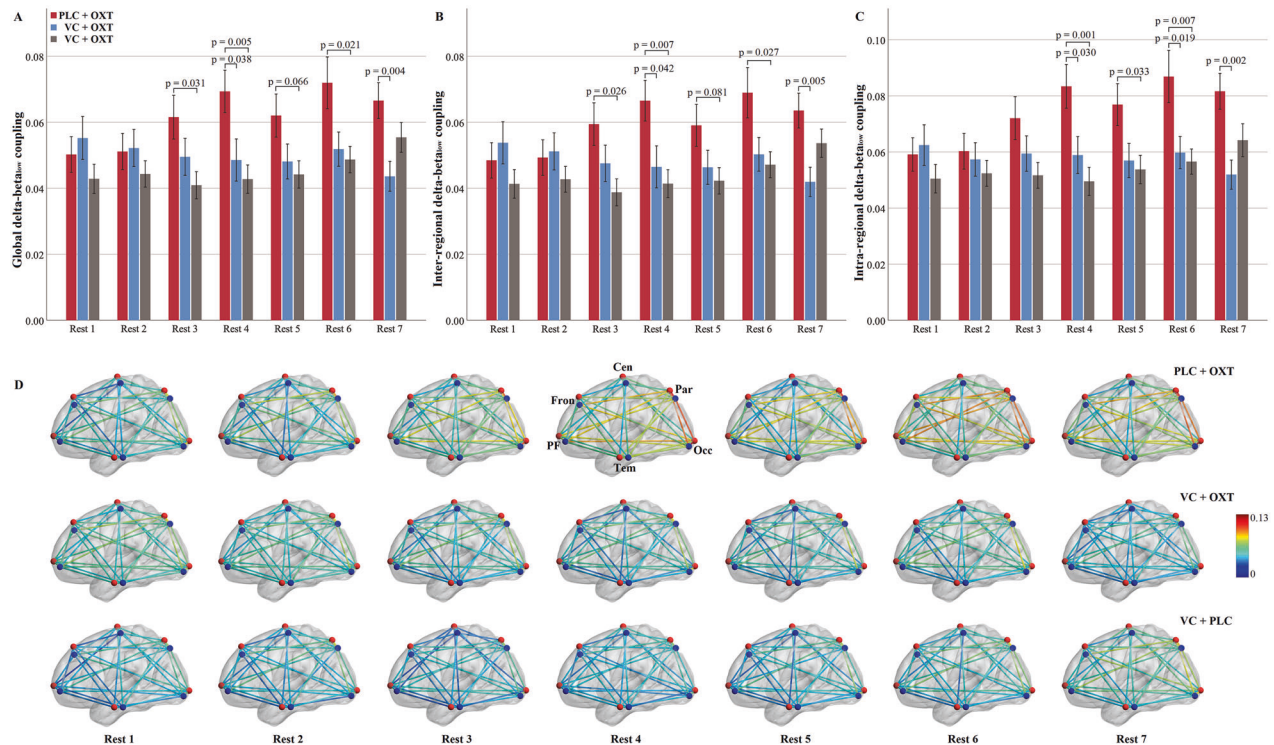 A
PLC + OXT
VC + OXT
VC + OXT
Global delta-betalow coupling
0.08
0.06
0.04
0.02
0.00
p = 0.031
p = 0.005
p = 0.038
p = 0.066
p = 0.021
p = 0.004
Rest 1 Rest 2 Rest 3 Rest 4 Rest 5 Rest 6 Rest 7
B
Inter-regional delta-betalow coupling
0.08
0.06
0.04
0.02
0.00
p = 0.026
p = 0.007
p = 0.042
p = 0.081
p = 0.027
p = 0.005
Rest 1 Rest 2 Rest 3 Rest 4 Rest 5 Rest 6 Rest 7
C
Intra-regional delta-betalow coupling
0.10
0.08
0.06
0.04
0.02
0.00
p = 0.001
p = 0.030
p = 0.033
p = 0.007
p = 0.019
p = 0.002
Rest 1 Rest 2 Rest 3 Rest 4 Rest 5 Rest 6 Rest 7
D
Cen
Par
Fron
PF
Occ
Tem
PLC + OXT
VC + OXT
0.13
0
VC + PLC
Rest 1 Rest 2 Rest 3 Rest 4 Rest 5 Rest 6 Rest 7